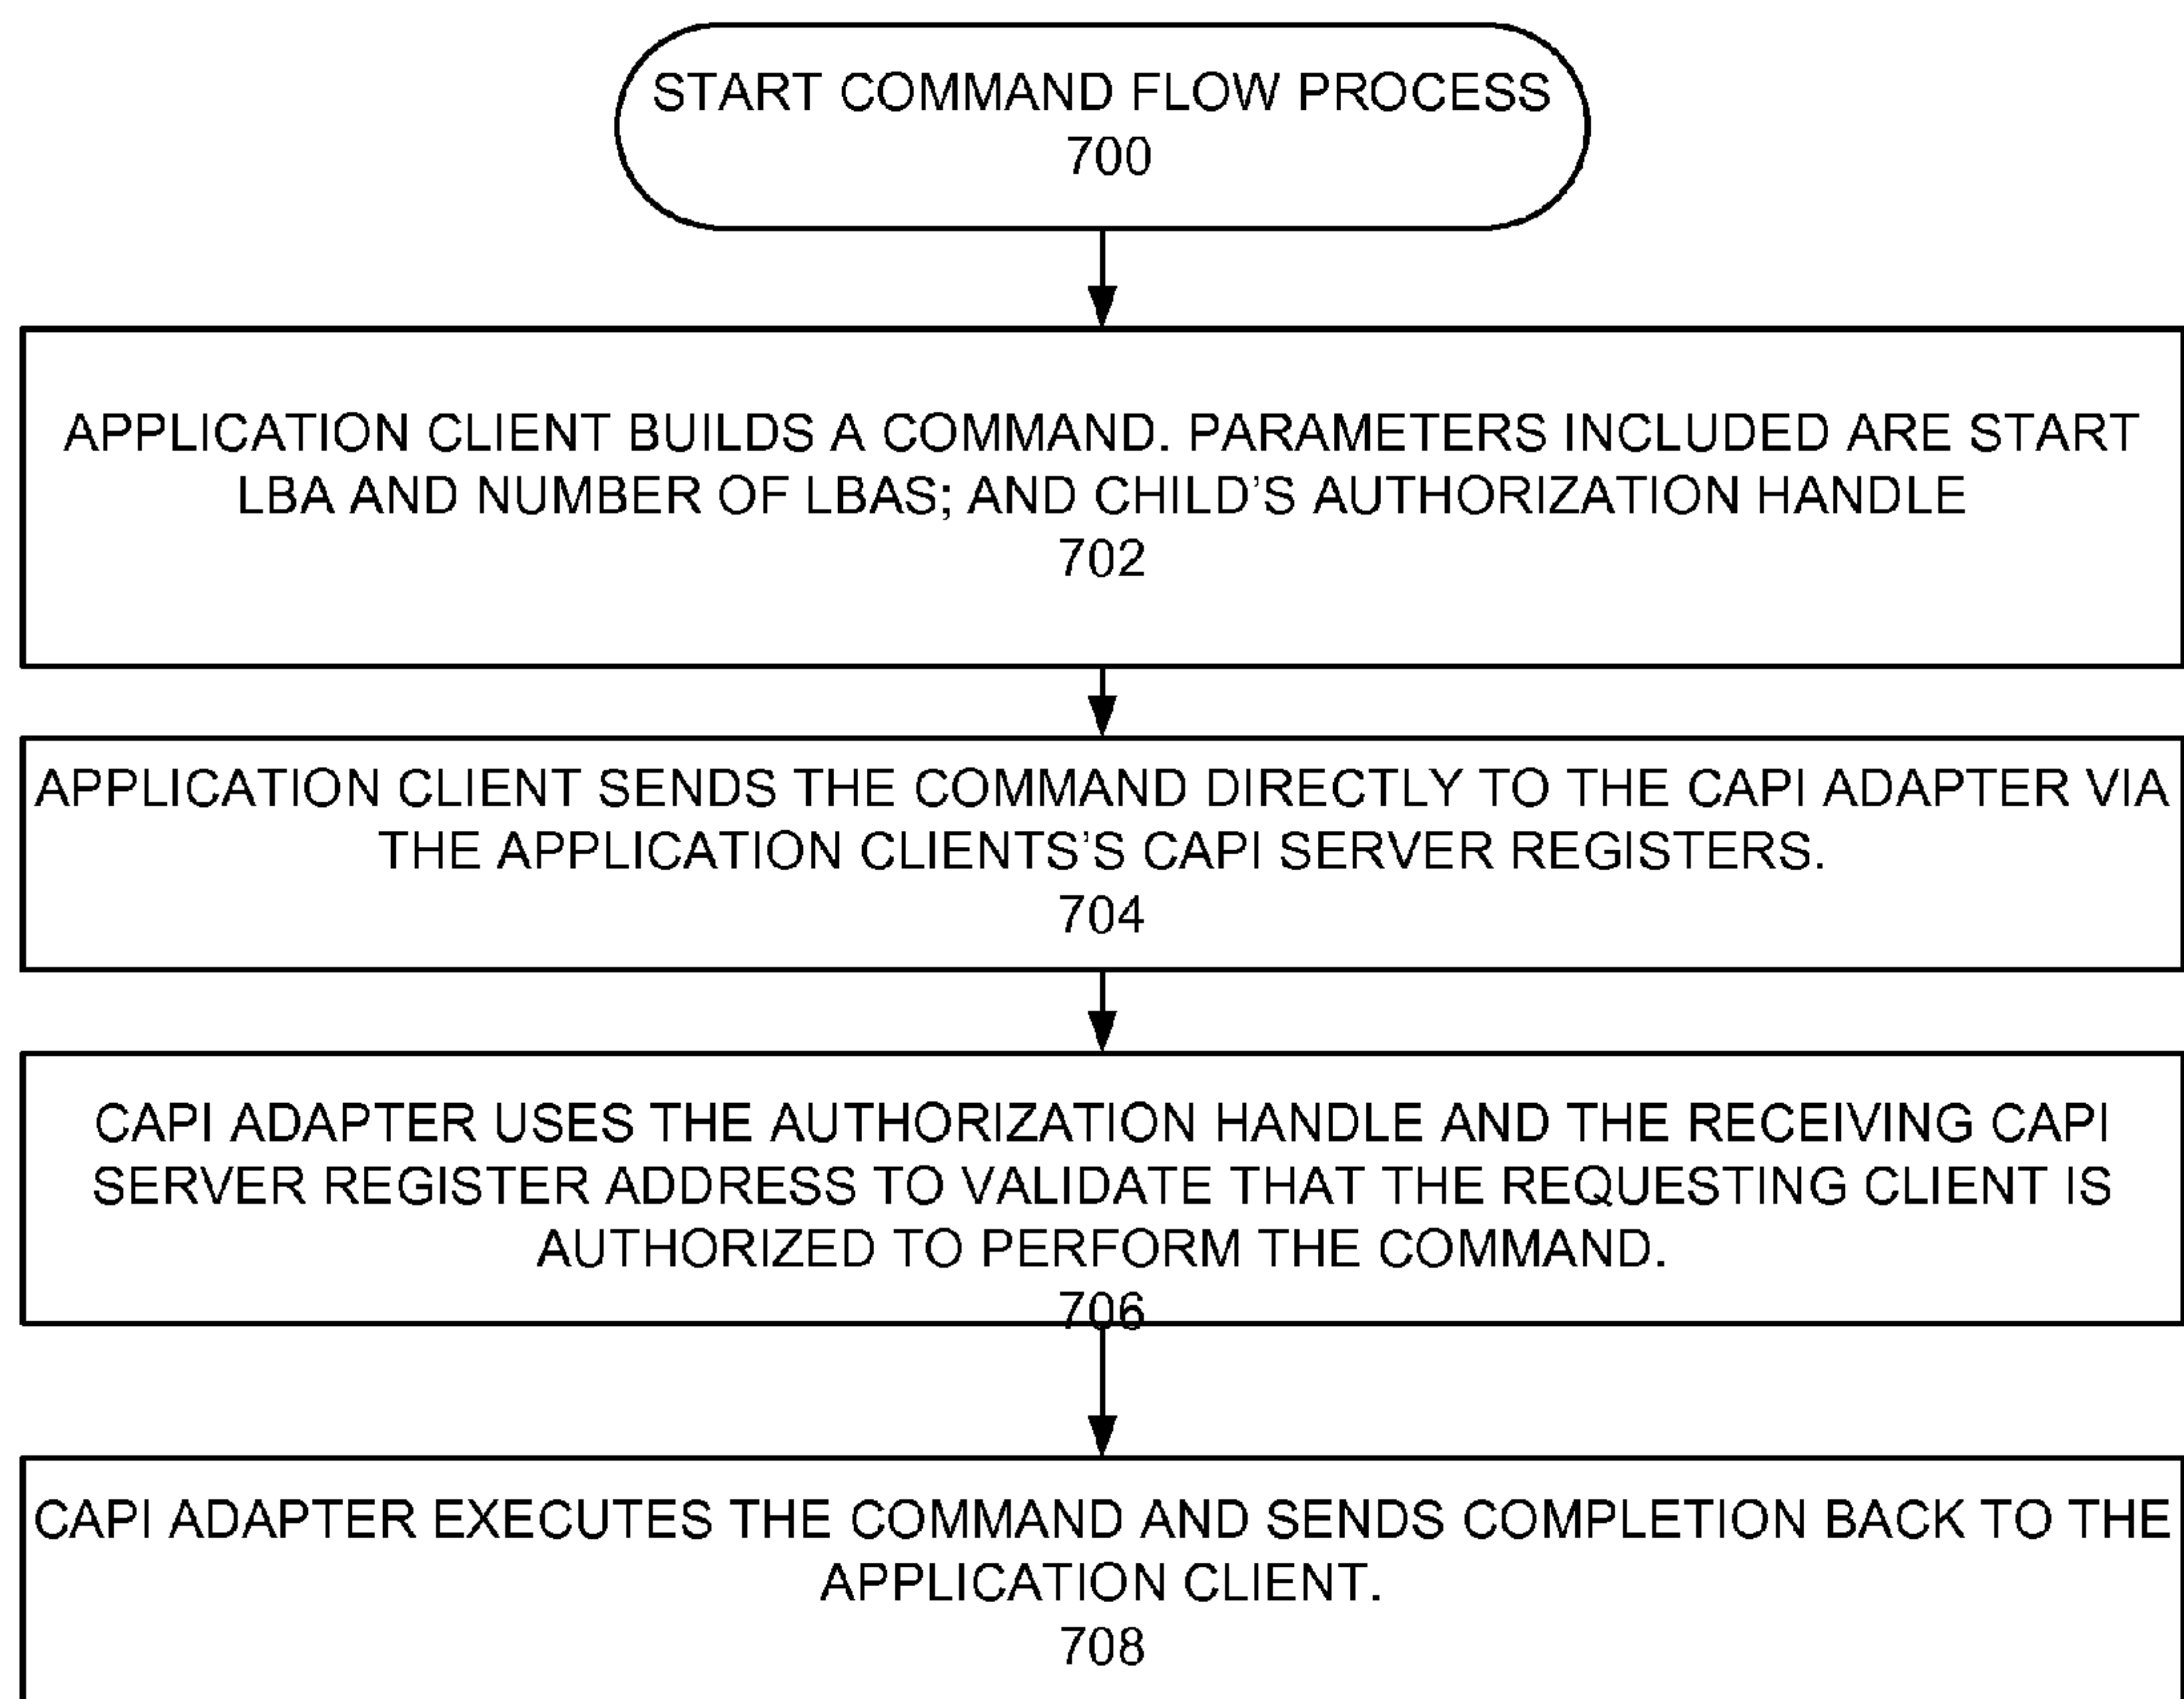 START COMMAND FLOW PROCESS
700
APPLICATION CLIENT BUILDS A COMMAND. PARAMETERS INCLUDED ARE START
LBA AND NUMBER OF LBAS; AND CHILD'S AUTHORIZATION HANDLE
702
APPLICATION CLIENT SENDS THE COMMAND DIRECTLY TO THE CAPI ADAPTER VIA
THE APPLICATION CLIENTS'S CAPI SERVER REGISTERS.
704
CAPI ADAPTER USES THE AUTHORIZATION HANDLE AND THE RECEIVING CAPI
SERVER REGISTER ADDRESS TO VALIDATE THAT THE REQUESTING CLIENT IS
AUTHORIZED TO PERFORM THE COMMAND.
706
CAPI ADAPTER EXECUTES THE COMMAND AND SENDS COMPLETION BACK TO THE
APPLICATION CLIENT.
708